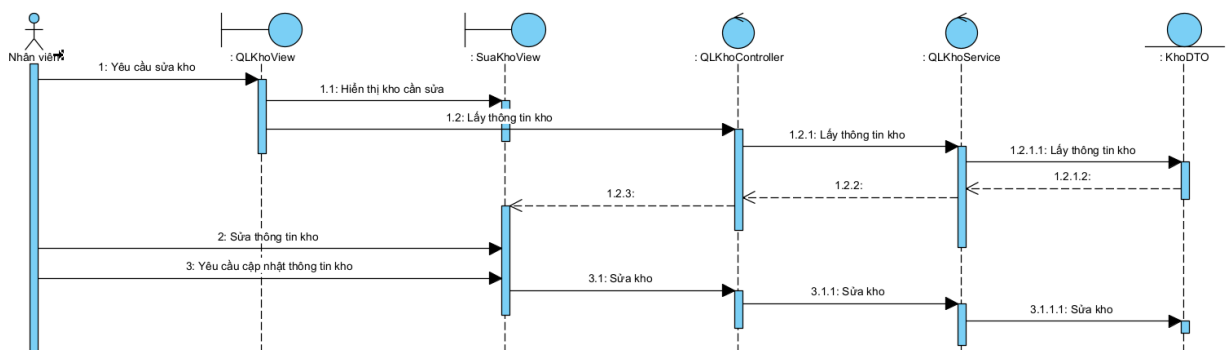 Nhân viên
: QLKhoView
: SuaKhoView
: QLKhoController
: QLKhoService
: KhoDTO
1: Yêu cầu sửa kho
1.1: Hiển thị kho cần sửa
1.2: Lấy thông tin kho
1.2.1: Lấy thông tin kho
1.2.1.1: Lấy thông tin kho
1.2.1.2:
1.2.2:
1.2.3:
2: Sửa thông tin kho
3: Yêu cầu cập nhật thông tin kho
3.1: Sửa kho
3.1.1: Sửa kho
3.1.1.1: Sửa kho